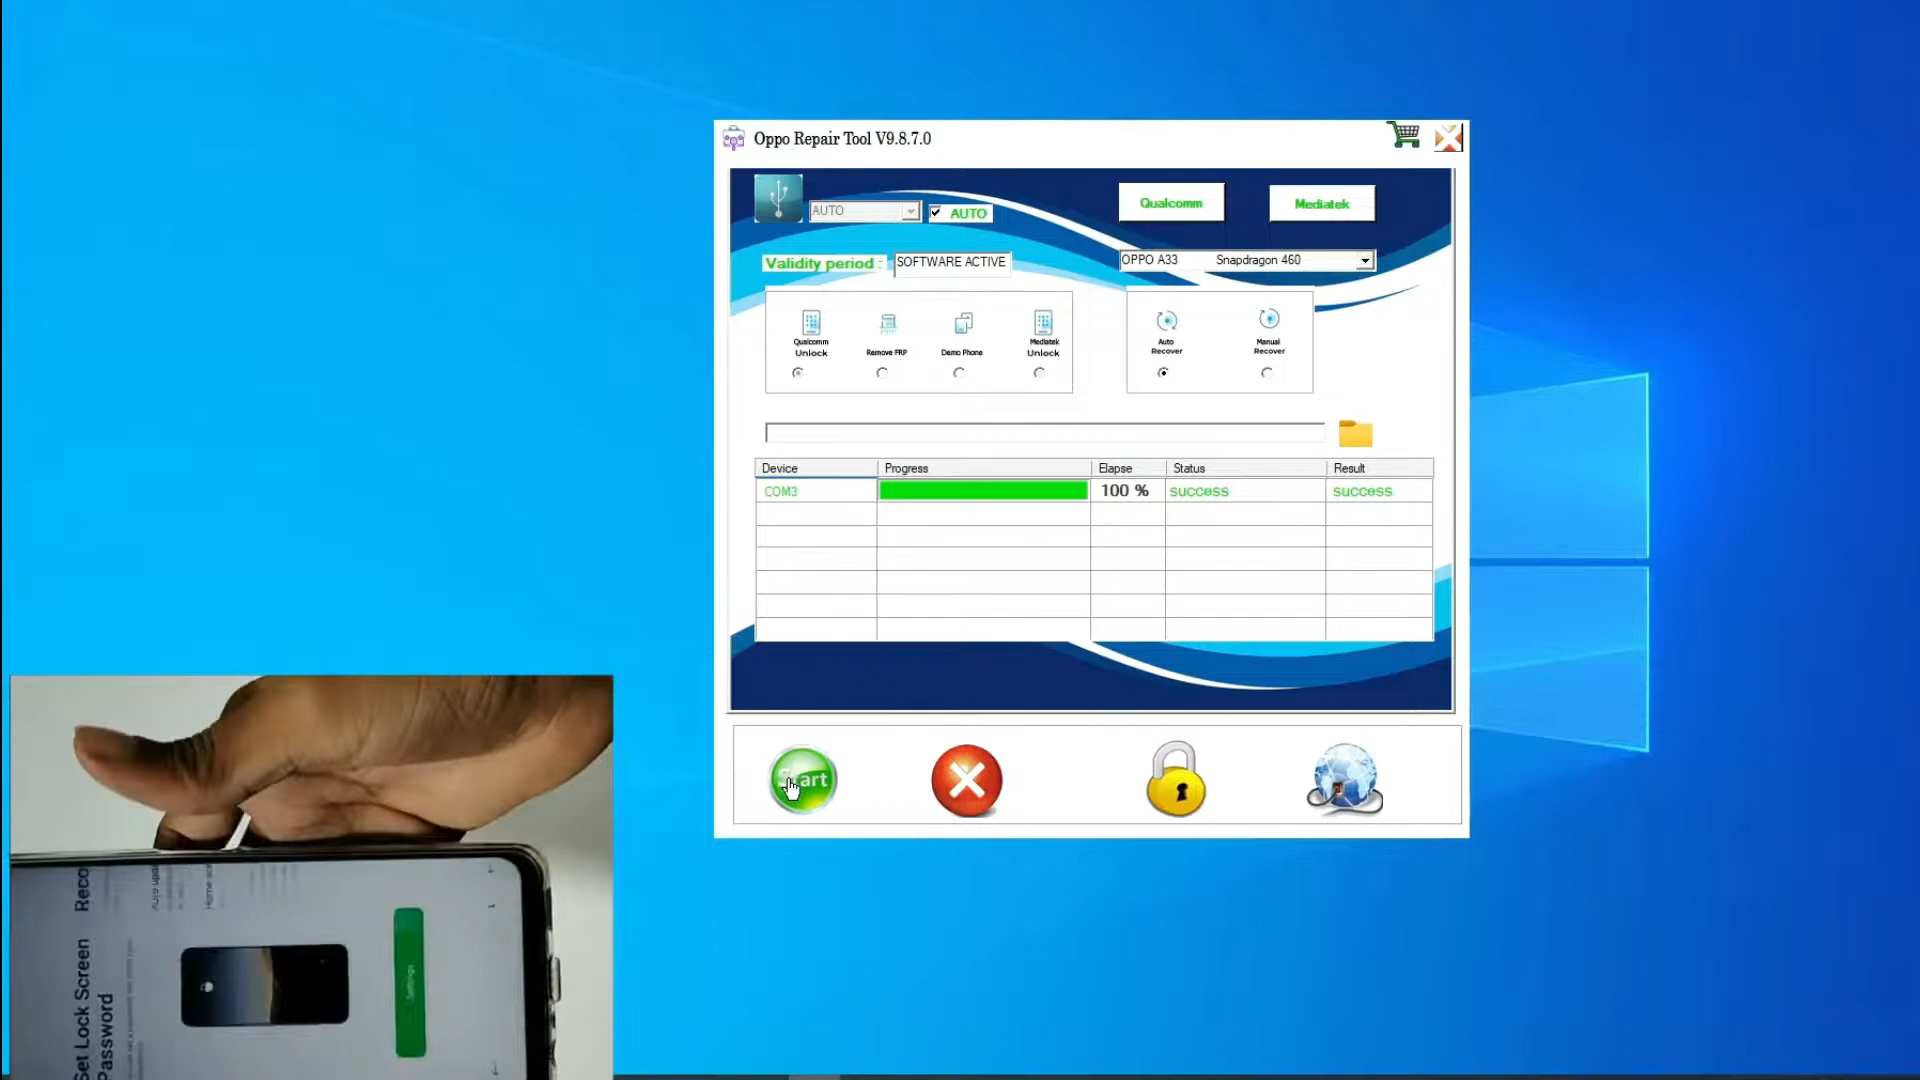 Oppo Repair Tool V9.8.7.0
AUTO
AUTO
Qualcomm
Mediatek
Validity period :
SOFTWARE ACTIVE
OPPO A33 Snapdragon 460
Qualcomm
Unlock
Remove FRP
Demo Phone
Mediatek
Unlock
Auto
Recover
Manual
Recover
Device Progress Elapse Status Result
COM3 100 % success success
Start
Set Lock Screen
Password
Reco
Settings